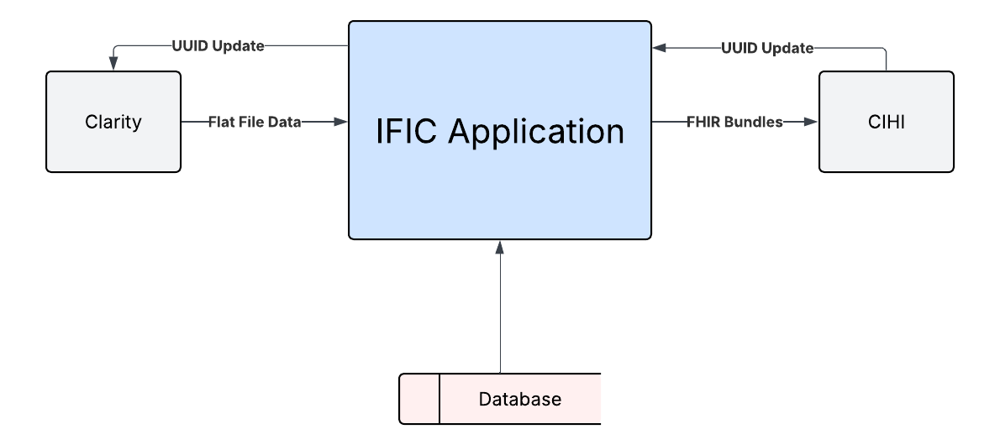 UUID Update
UUID Update
Clarity
Flat File Data
IFIC Application
FHIR Bundles
CIHI
Database